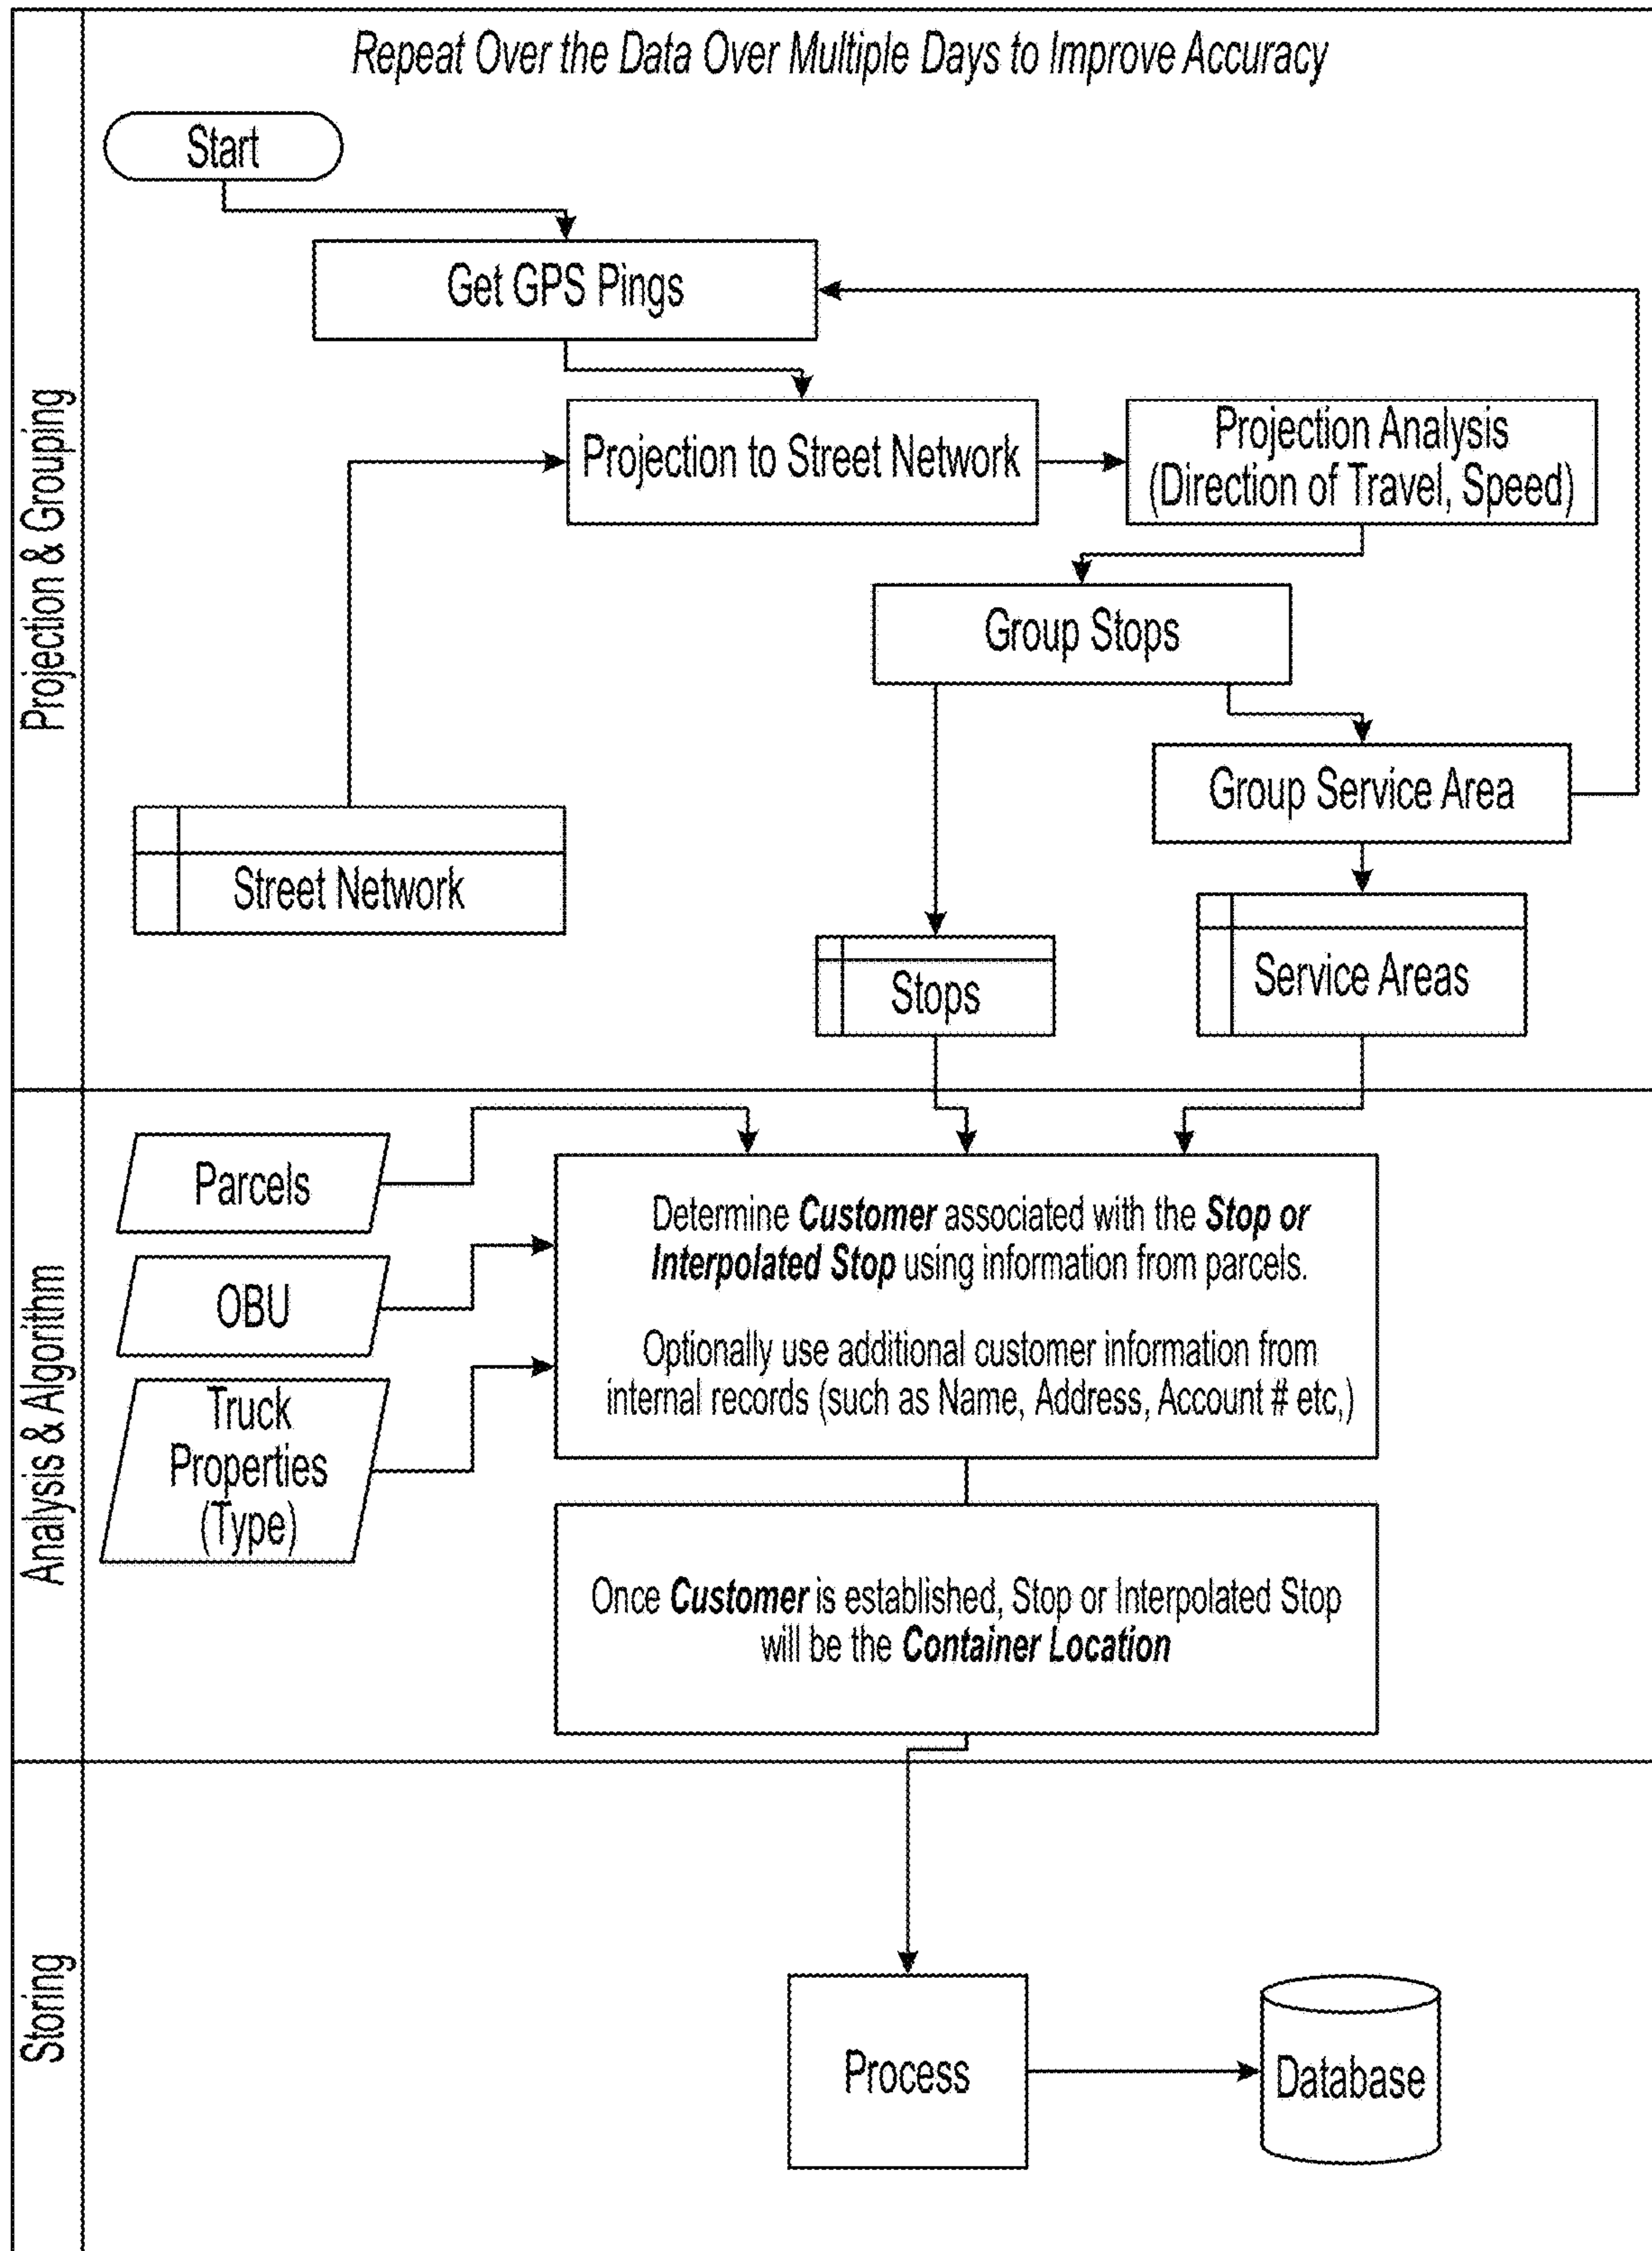 Repeat Over the Data Over Multiple Days to Improve Accuracy
Projection & Grouping
Start
Get GPS Pings
Projection to Street Network
Projection Analysis
(Direction of Travel, Speed)
Group Stops
Group Service Area
Street Network
Stops
Service Areas
Analysis & Algorithm
Parcels
OBU
Truck
Properties
(Type)
Determine Customer associated with the Stop or
Interpolated Stop using information from parcels.
Optionally use additional customer information from
internal records (such as Name, Address, Account # etc,)
Once Customer is established, Stop or Interpolated Stop
will be the Container Location
Storing
Process
Database